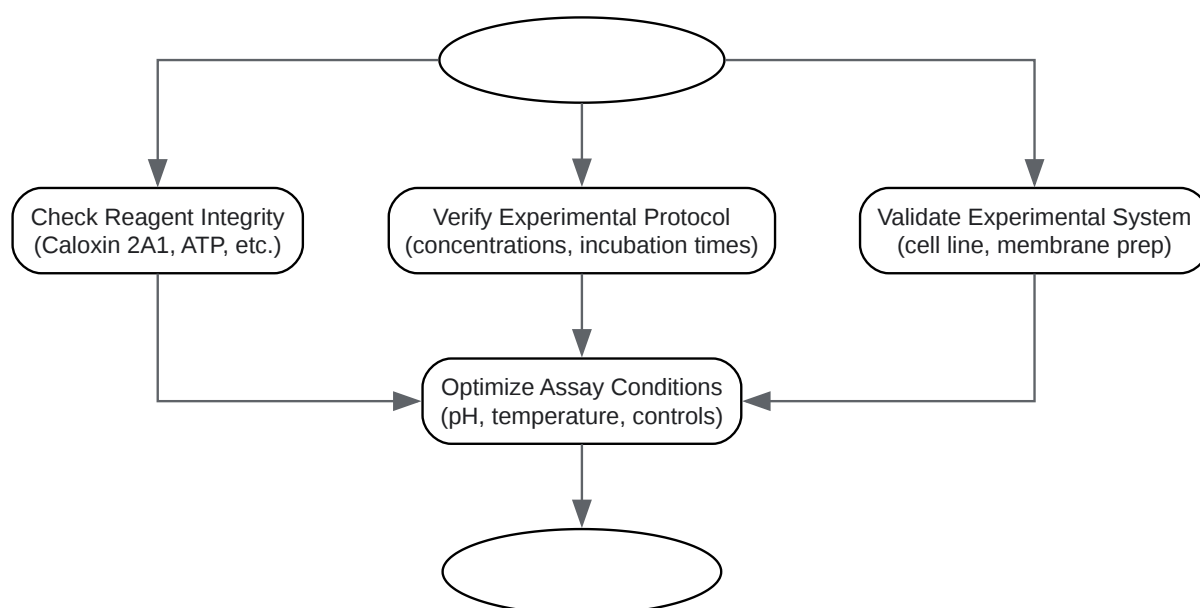 Check Reagent Integrity
(Caloxin 2A1, ATP, etc.)
Verify Experimental Protocol
(concentrations, incubation times)
Validate Experimental System
(cell line, membrane prep)
Optimize Assay Conditions
(pH, temperature, controls)